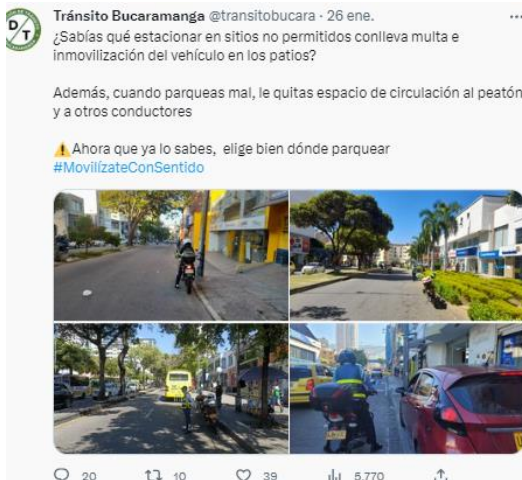 Tránsito Bucaramanga @transitobucara · 26 ene.
¿Sabías qué estacionar en sitios no permitidos conlleva multa e
inmovilización del vehículo en los patios?
Además, cuando parqueas mal, le quitas espacio de circulación al peatón
y a otros conductores
⚠Ahora que ya lo sabes, elige bien dónde parquear
#MovilízateConSentido
20 10 39 5.770